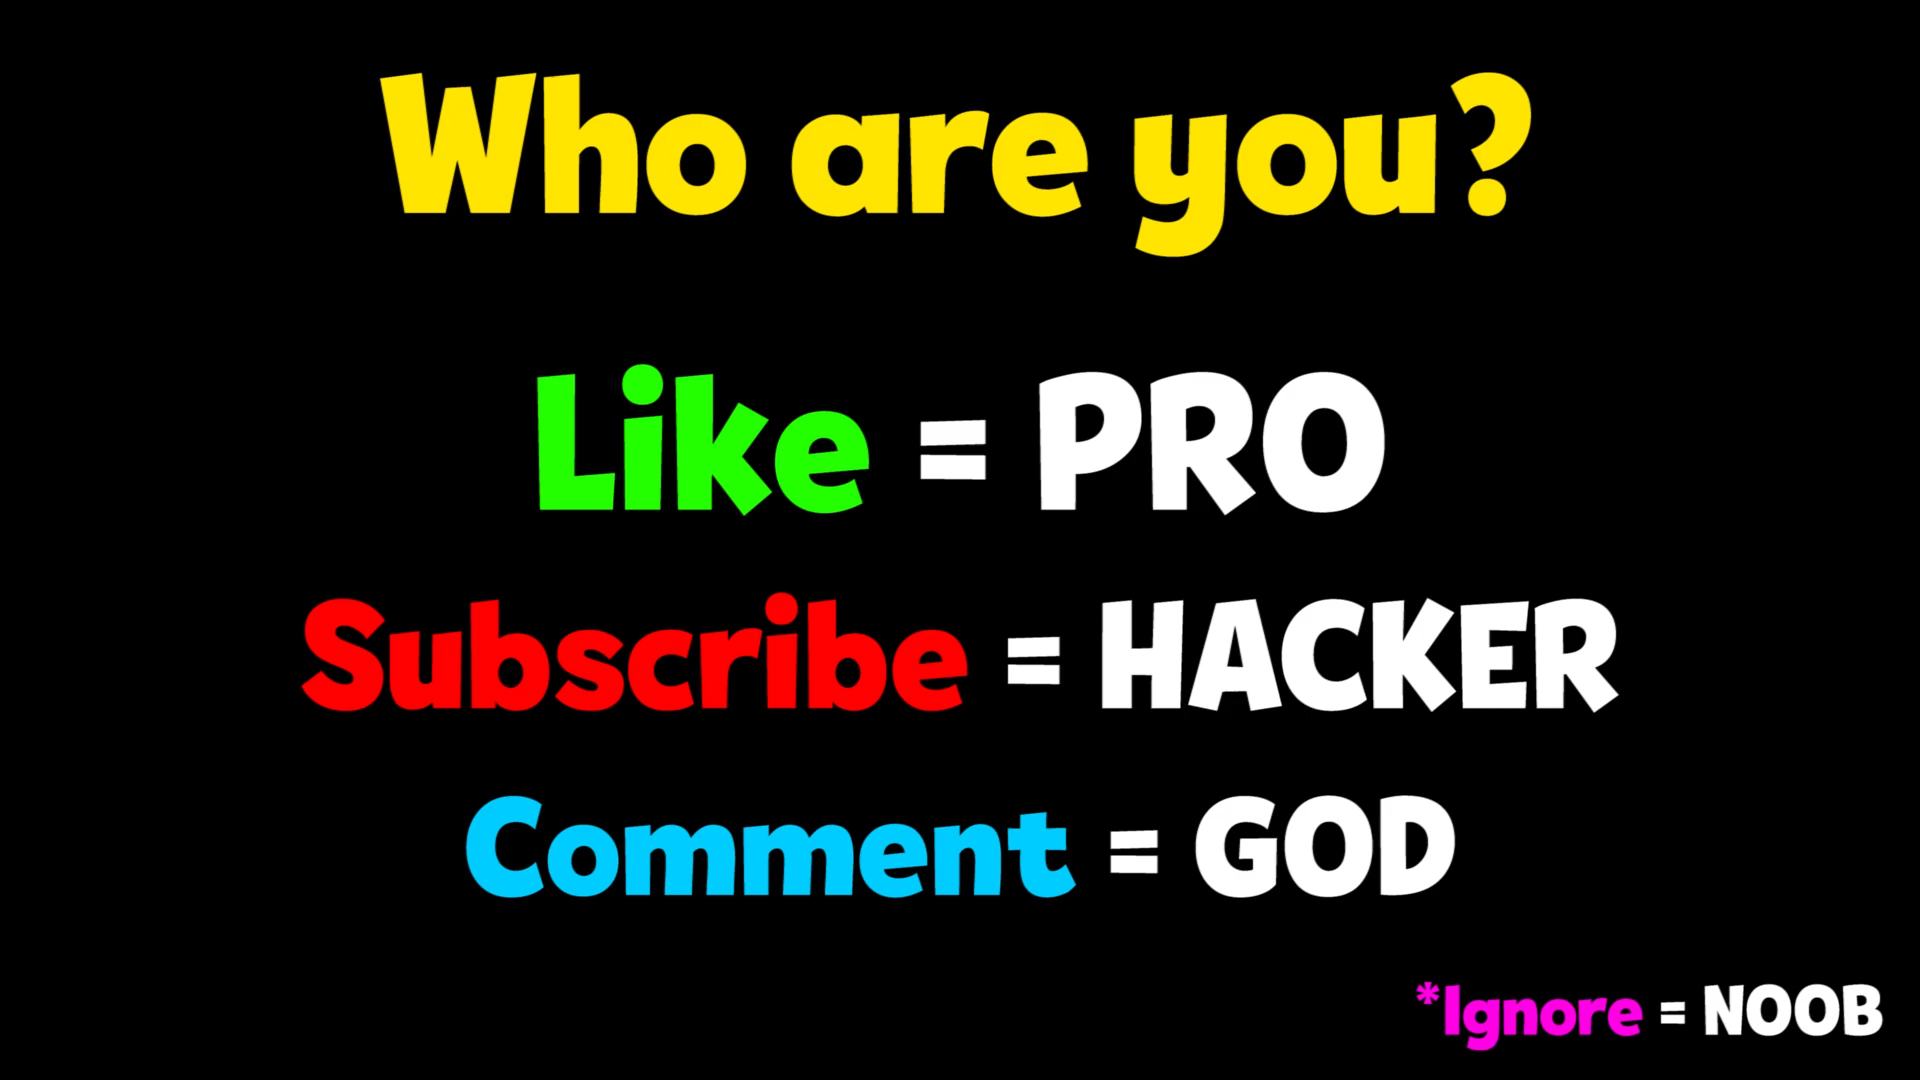 Who are you?
Like = PRO
Subscribe = HACKER
Comment = GOD
*Ignore = NOOB